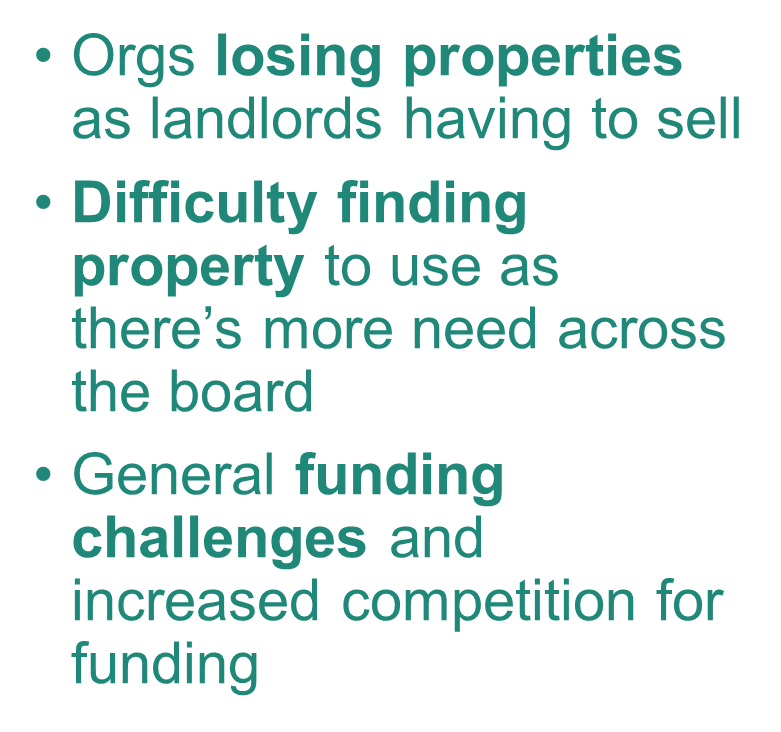 • Orgs losing properties
as landlords having to sell
• Difficulty finding
property to use as
there’s more need across
the board
• General funding
challenges and
increased competition for
funding